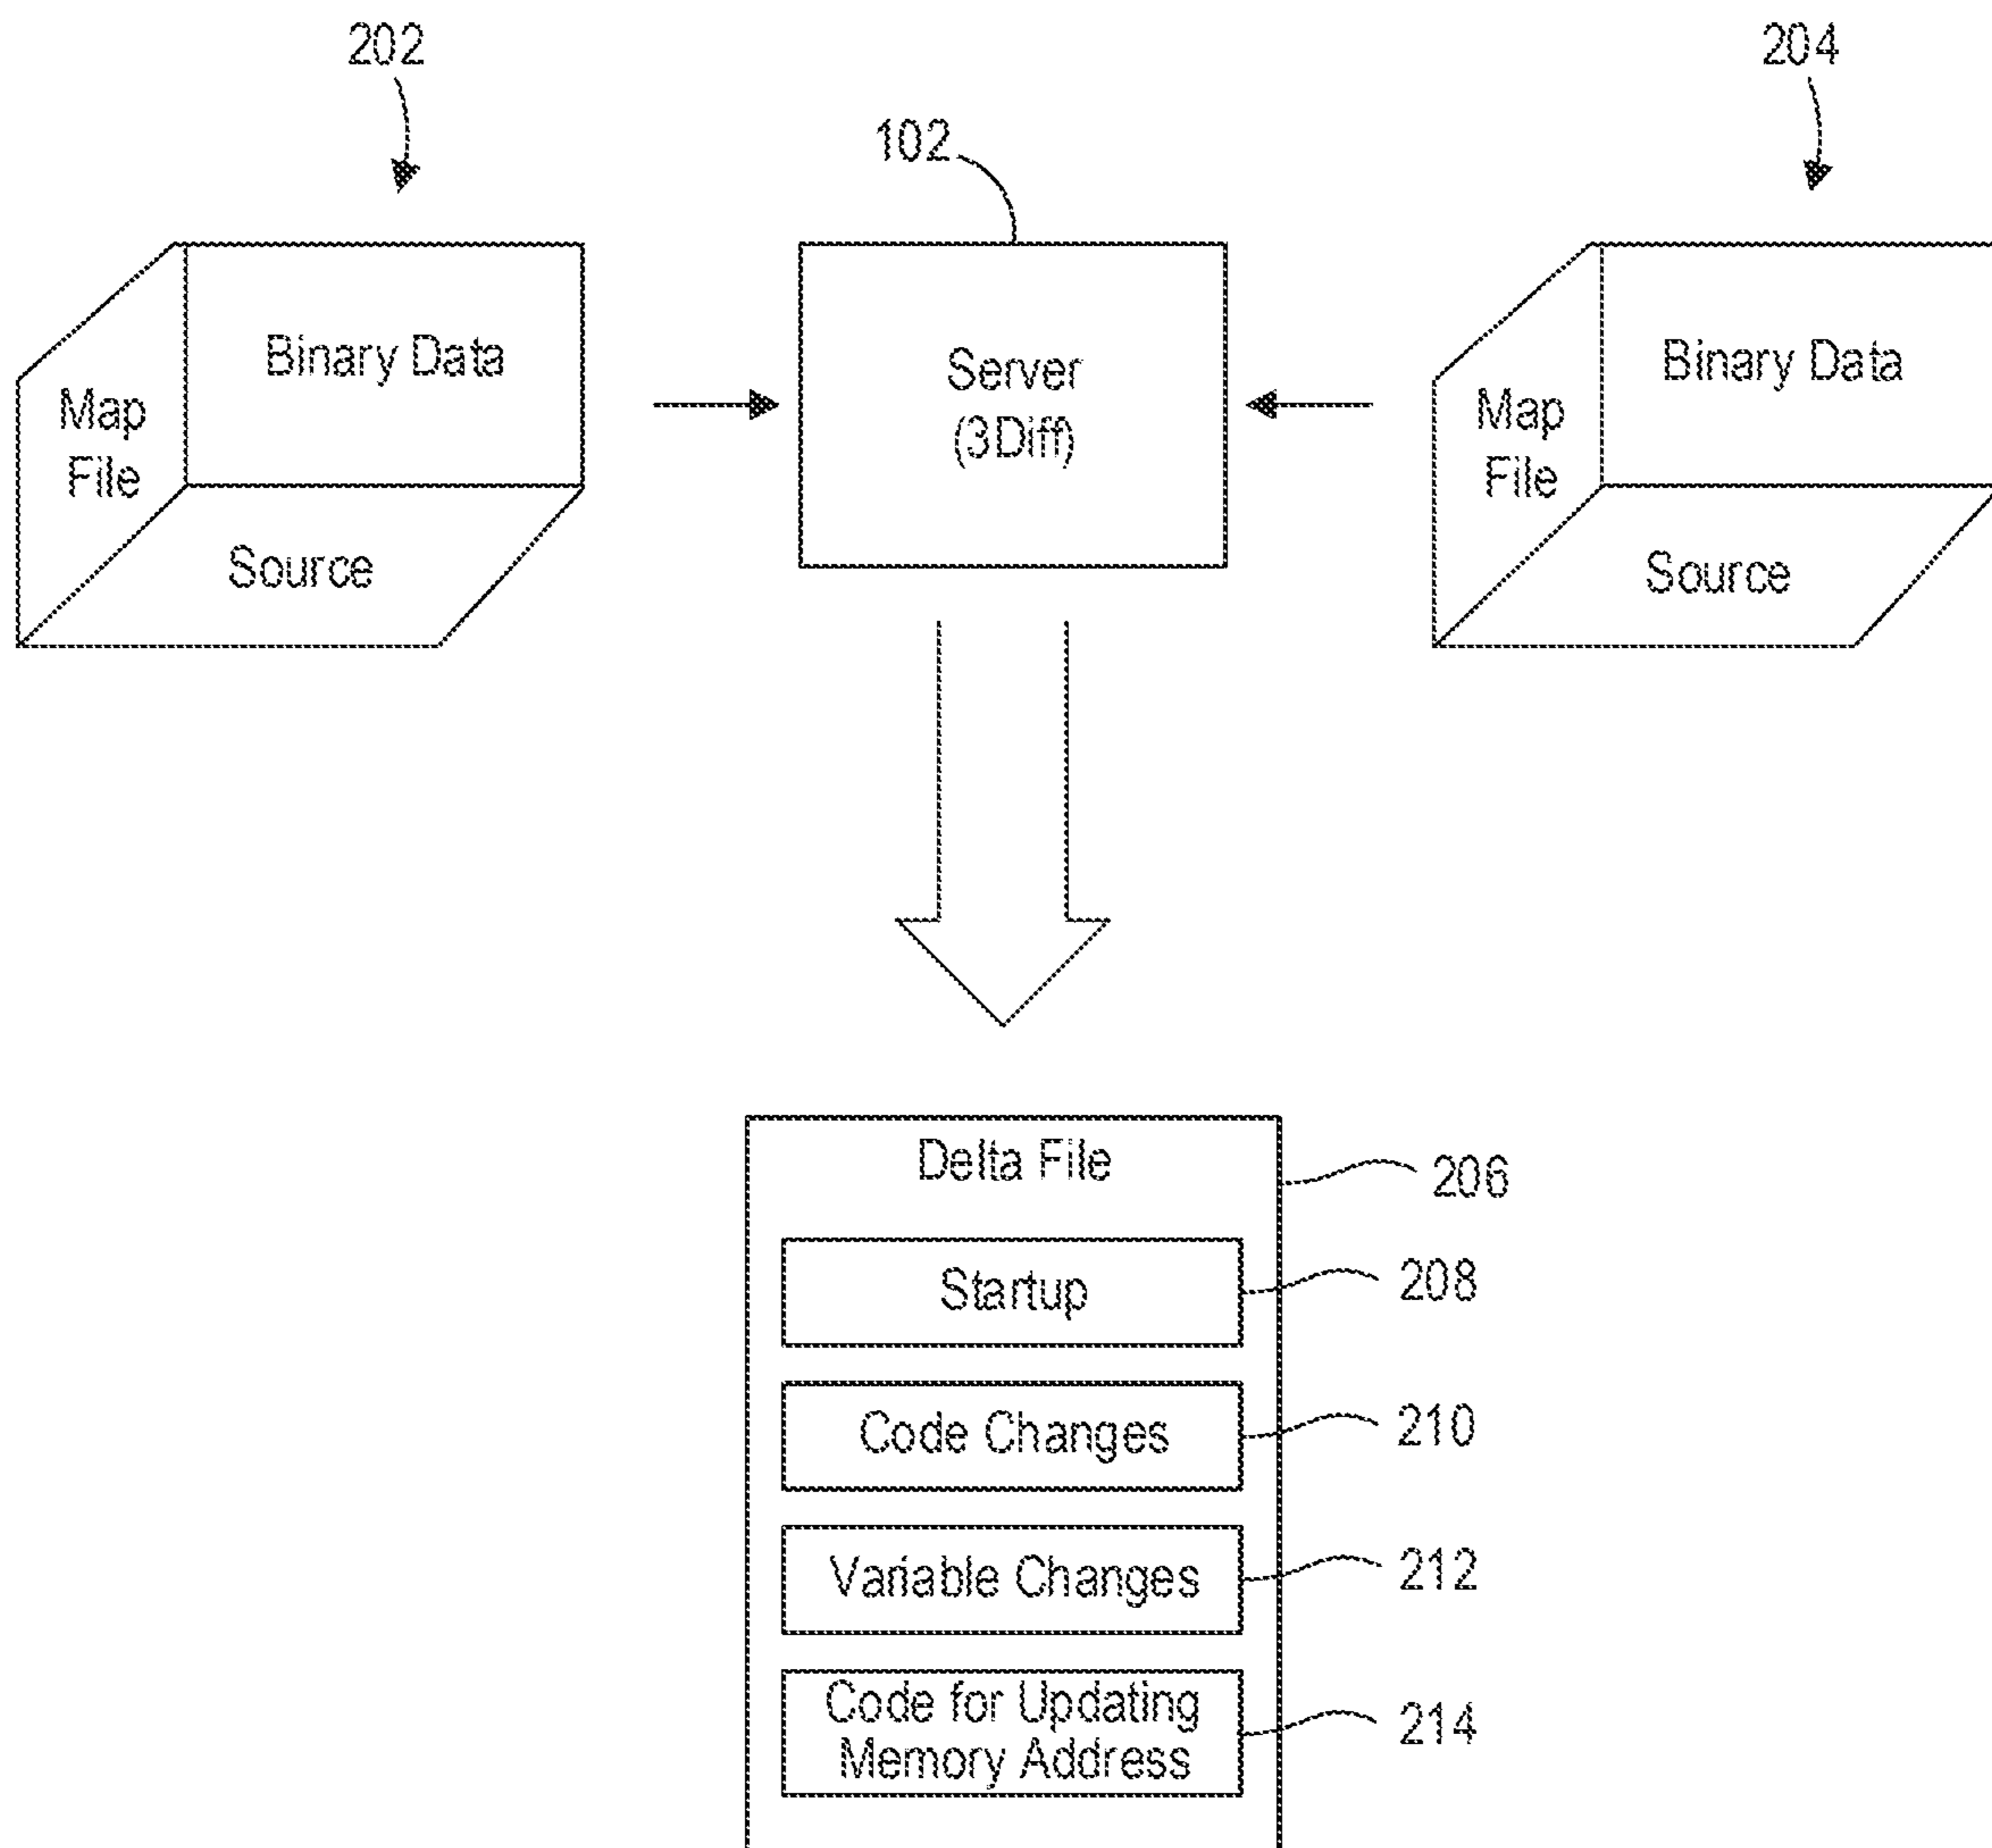 202
204
102
Binary Data
Map
File
Source
Server
(3Diff)
Binary Data
Map
File
Source
Delta File
206
Startup
208
Code Changes
210
Variable Changes
212
Code for Updating
Memory Address
214